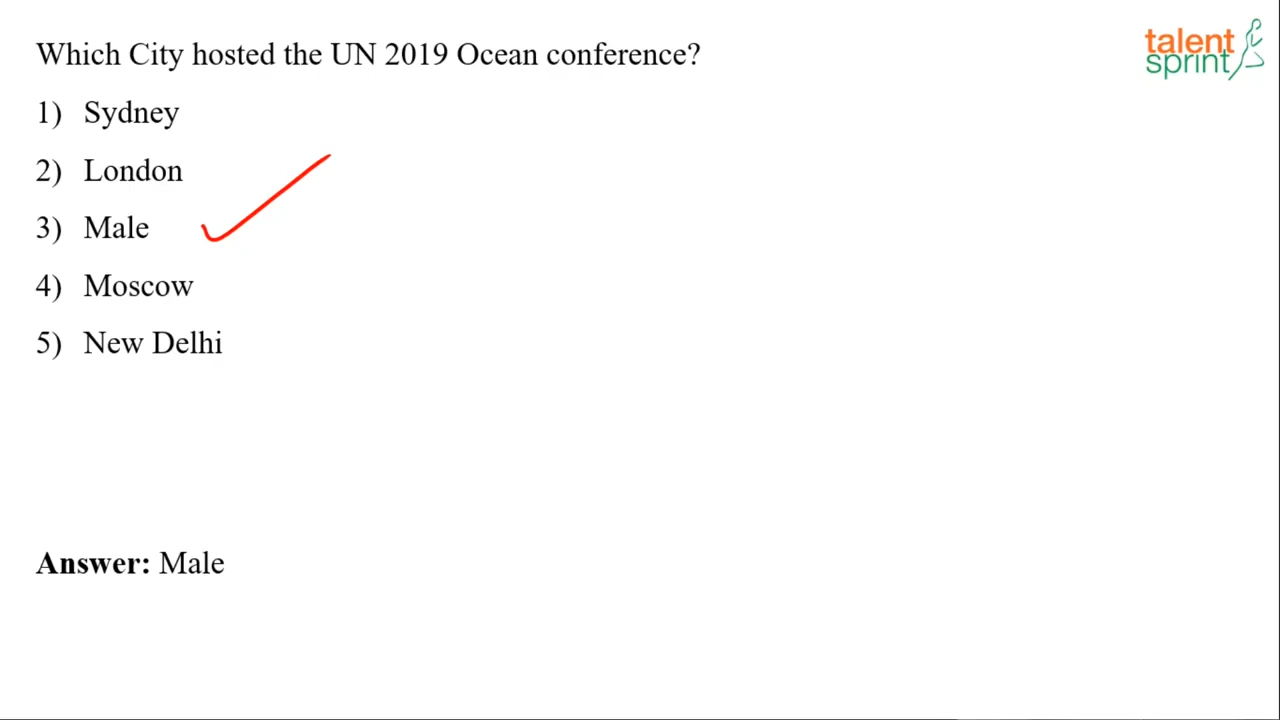 Which City hosted the UN 2019 Ocean conference?
talent
sprint
1) Sydney
2) London
3) Male
4) Moscow
5) New Delhi
Answer: Male